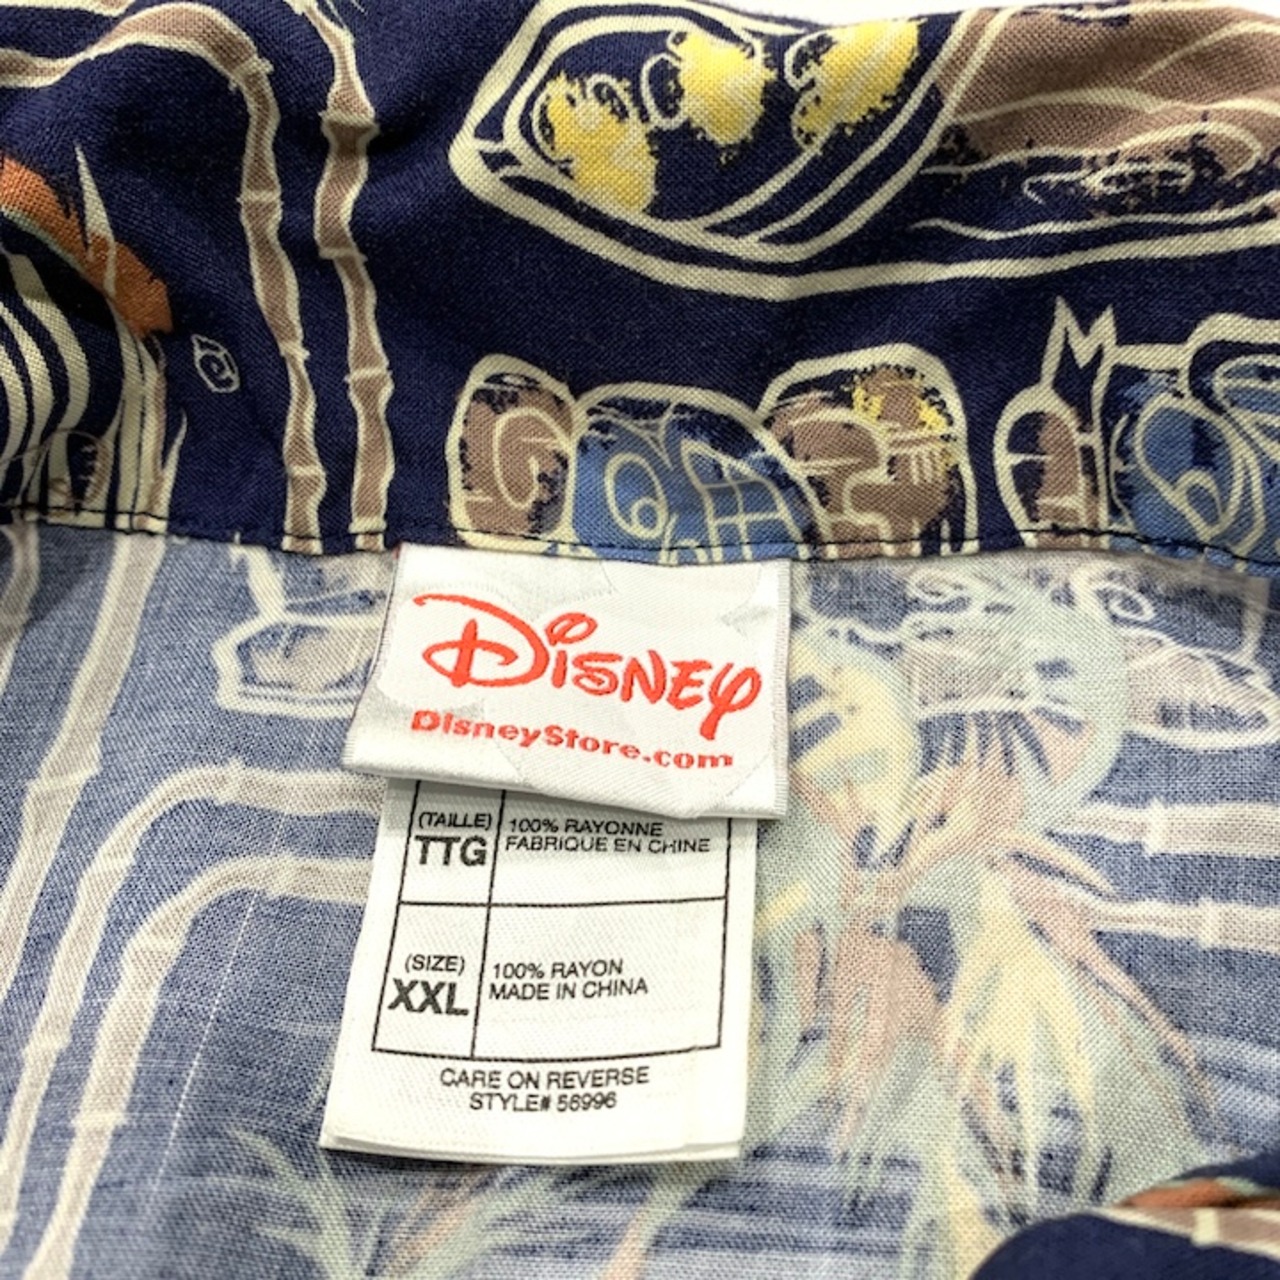 Disney
DisneyStore.com
(TAILLE)
TTG
100% RAYONNE
FABRIQUE EN CHINE
(SIZE)
XXL
100% RAYON
MADE IN CHINA
CARE ON REVERSE
STYLE# 56996